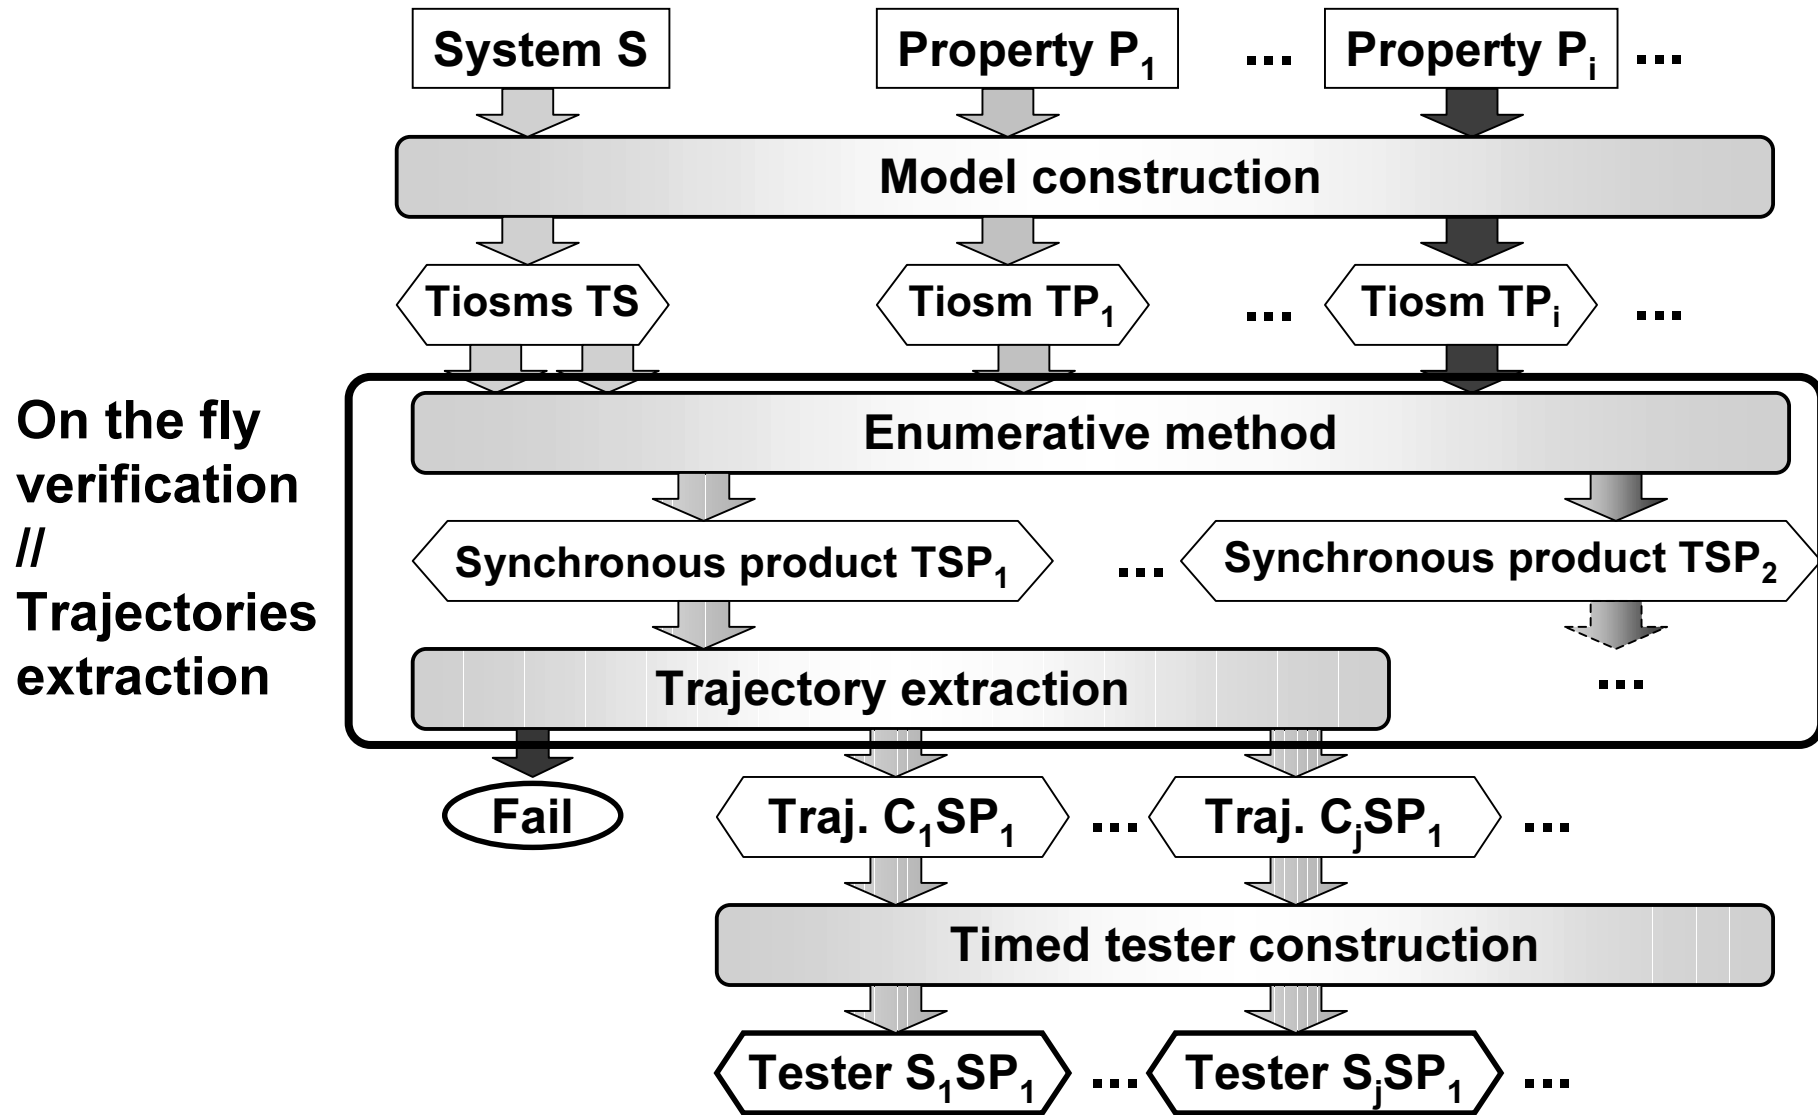 System S
Property P₁
...
Property Pᵢ
...
Model construction
Tiosms TS
Tiosm TP₁
...
Tiosm TPᵢ
...
On the fly
verification
//
Trajectories
extraction
Enumerative method
Synchronous product TSP₁
...
Synchronous product TSP₂
Trajectory extraction
...
Fail
Traj. C₁SP₁
...
Traj. CⱼSP₁
...
Timed tester construction
Tester S₁SP₁
...
Tester SⱼSP₁
...